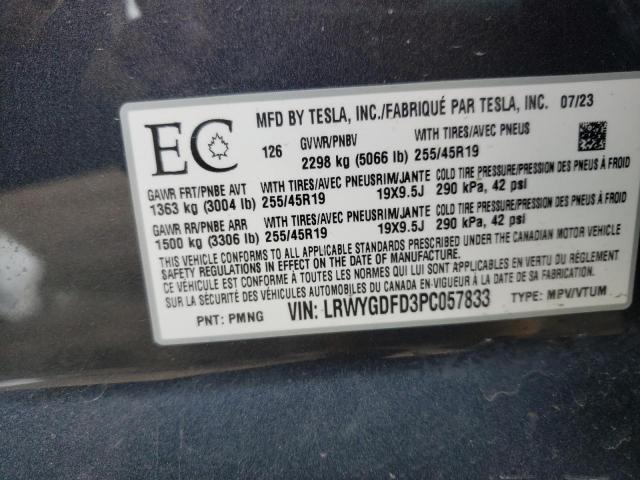 MFD BY TESLA, INC./FABRIQUÉ PAR TESLA, INC. 07/23
EC 126 GVWR/PNBV WITH TIRES/AVEC PNEUS
2298 kg (5066 lb) 255/45R19
GAWR FRT/PNBE AVT WITH TIRES/AVEC PNEUS RIM/JANTE COLD TIRE PRESSURE/PRESSION DES PNEUS À FROID
1363 kg (3004 lb) 255/45R19 19X9.5J 290 kPa, 42 psi
GAWR RR/PNBE ARR WITH TIRES/AVEC PNEUS RIM/JANTE COLD TIRE PRESSURE/PRESSION DES PNEUS À FROID
1500 kg (3306 lb) 255/45R19 19X9.5J 290 kPa, 42 psi
THIS VEHICLE CONFORMS TO ALL APPLICABLE STANDARDS PRESCRIBED UNDER THE CANADIAN MOTOR VEHICLE
SAFETY REGULATIONS IN EFFECT ON THE DATE OF MANUFACTURE
CE VÉHICULE EST CONFORME À TOUTES LES NORMES QUI LUI SONT APPLICABLES EN VERTU DU RÈGLEMENT
SUR LA SÉCURITÉ DES VÉHICULES AUTOMOBILES DU CANADA EN VIGUEUR À LA DATE DE SA FABRICATION
PNT: PMNG VIN: LRWYGDFD3PC057833 TYPE: MPV/VTUM